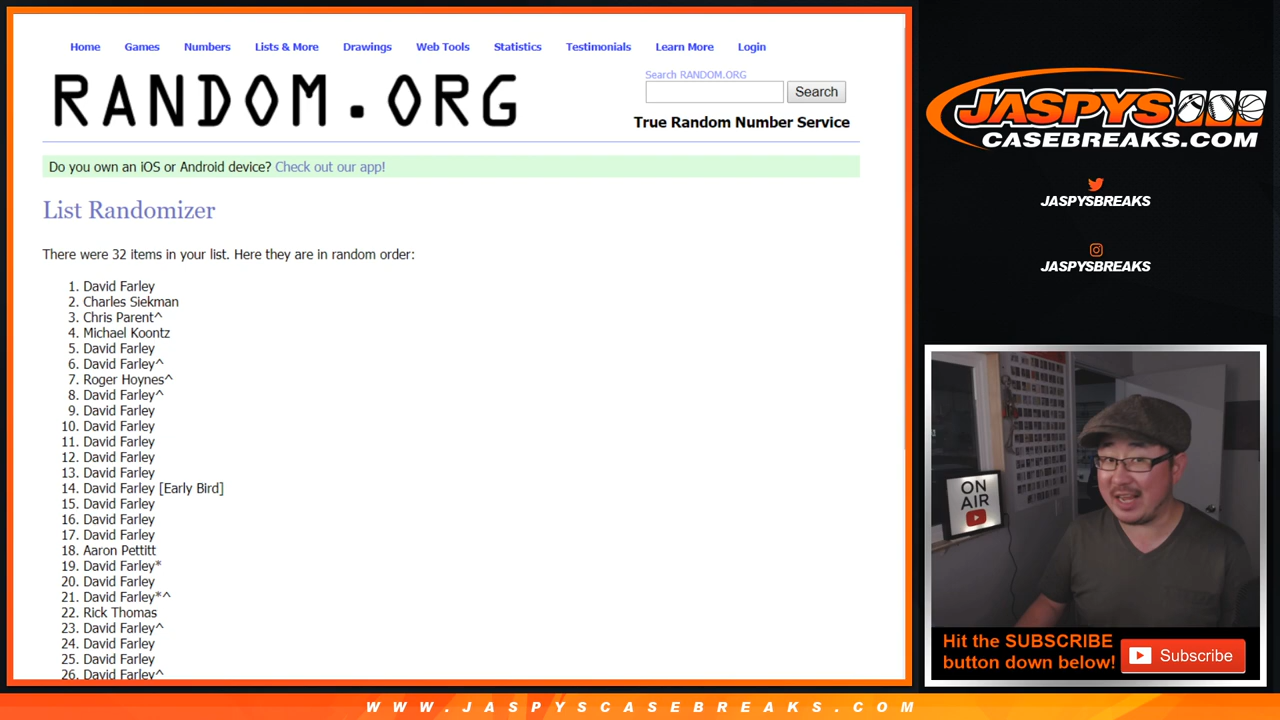 Home Games Numbers Lists & More Drawings Web Tools Statistics Testimonials Learn More Login
RANDOM.ORG
Search RANDOM.ORG
Search
True Random Number Service
Do you own an iOS or Android device? Check out our app!
List Randomizer
There were 32 items in your list. Here they are in random order:
1. David Farley
2. Charles Siekman
3. Chris Parent^
4. Michael Koontz
5. David Farley
6. David Farley^
7. Roger Hoynes^
8. David Farley^
9. David Farley
10. David Farley
11. David Farley
12. David Farley
13. David Farley
14. David Farley [Early Bird]
15. David Farley
16. David Farley
17. David Farley
18. Aaron Pettitt
19. David Farley*
20. David Farley
21. David Farley*^
22. Rick Thomas
23. David Farley^
24. David Farley
25. David Farley
26. David Farley^
JASPYS
CASEBREAKS.COM
JASPYSBREAKS
JASPYSBREAKS
ON
AIR
Hit the SUBSCRIBE
button down below!
Subscribe
WWW.JASPYSCASEBREAKS.COM